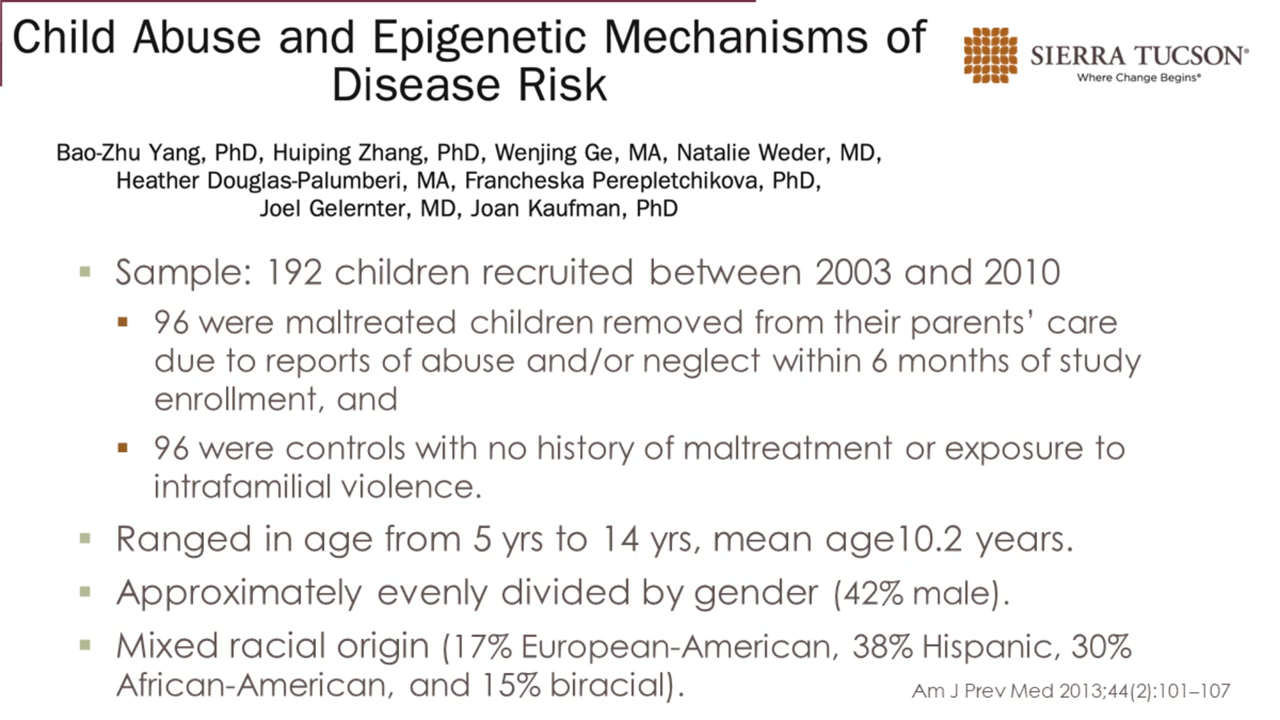 Child Abuse and Epigenetic Mechanisms of
Disease Risk
SIERRA TUCSON®
Where Change Begins®
Bao-Zhu Yang, PhD, Huiping Zhang, PhD, Wenjing Ge, MA, Natalie Weder, MD,
Heather Douglas-Palumberi, MA, Francheska Perepletchikova, PhD,
Joel Gelernter, MD, Joan Kaufman, PhD
▪ Sample: 192 children recruited between 2003 and 2010
▪ 96 were maltreated children removed from their parents’ care
due to reports of abuse and/or neglect within 6 months of study
enrollment, and
▪ 96 were controls with no history of maltreatment or exposure to
intrafamilial violence.
▪ Ranged in age from 5 yrs to 14 yrs, mean age10.2 years.
▪ Approximately evenly divided by gender (42% male).
▪ Mixed racial origin (17% European-American, 38% Hispanic, 30%
African-American, and 15% biracial).
Am J Prev Med 2013;44(2):101–107